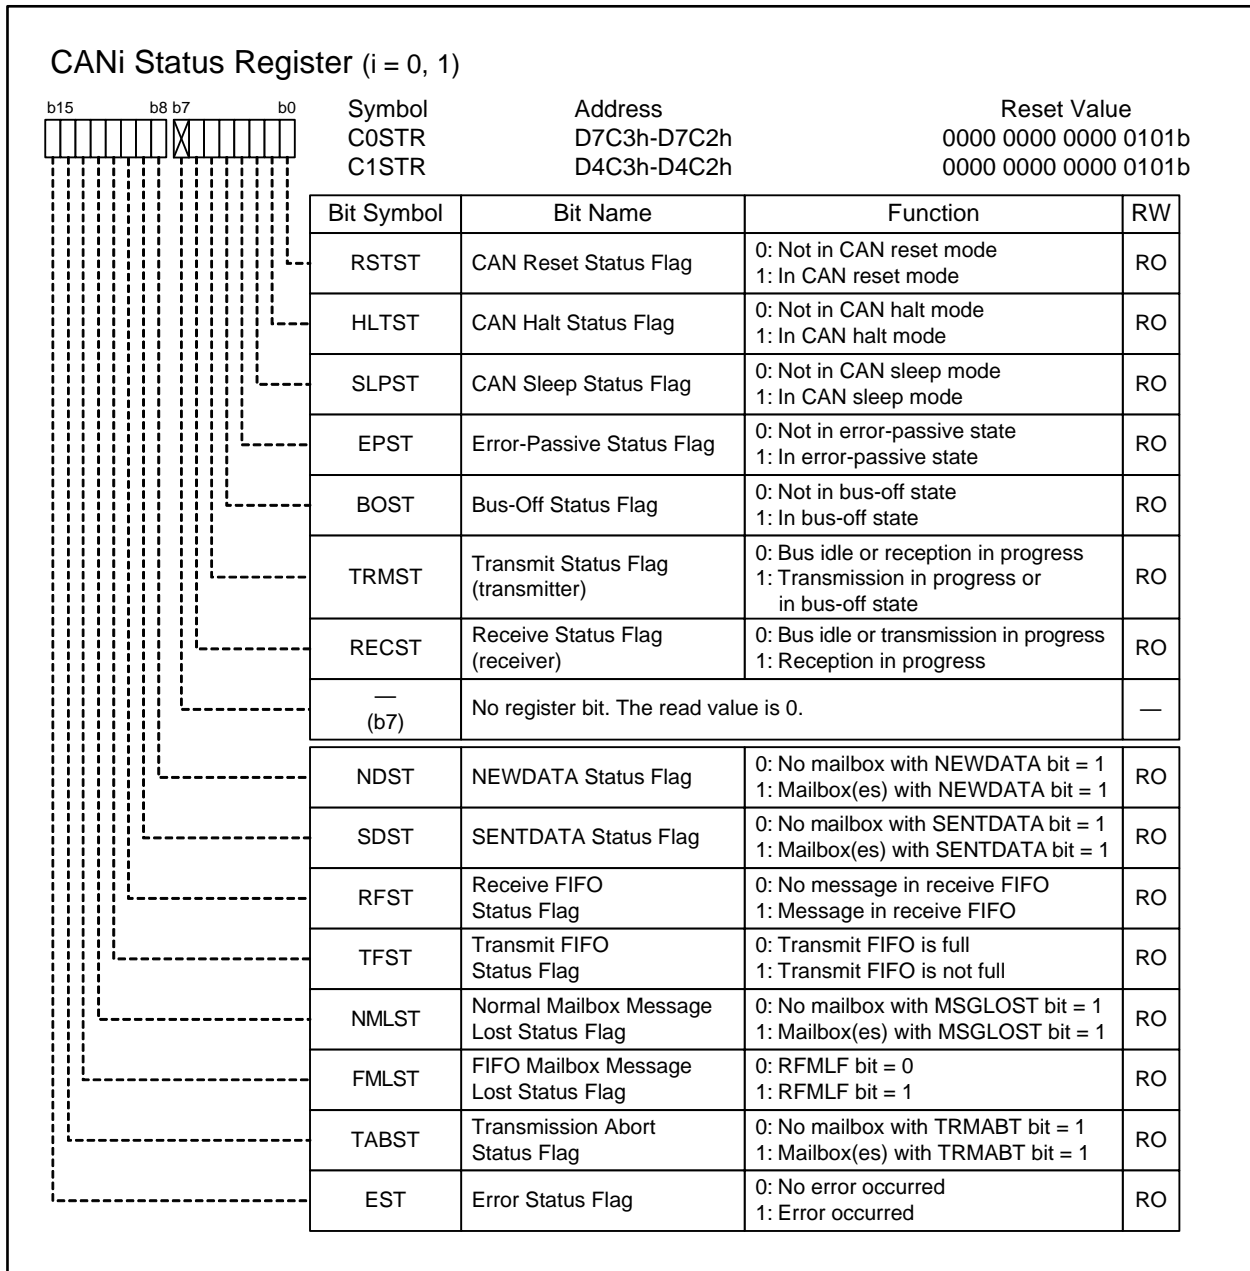 CANi Status Register (i = 0, 1)
b15 b8 b7 b0
Symbol Address Reset Value
C0STR D7C3h-D7C2h 0000 0000 0000 0101b
C1STR D4C3h-D4C2h 0000 0000 0000 0101b
Bit Symbol Bit Name Function RW
RSTST CAN Reset Status Flag 0: Not in CAN reset mode RO
1: In CAN reset mode
HLTST CAN Halt Status Flag 0: Not in CAN halt mode RO
1: In CAN halt mode
SLPST CAN Sleep Status Flag 0: Not in CAN sleep mode RO
1: In CAN sleep mode
EPST Error-Passive Status Flag 0: Not in error-passive state RO
1: In error-passive state
BOST Bus-Off Status Flag 0: Not in bus-off state RO
1: In bus-off state
TRMST Transmit Status Flag 0: Bus idle or reception in progress RO
(transmitter) 1: Transmission in progress or
in bus-off state
RECST Receive Status Flag 0: Bus idle or transmission in progress RO
(receiver) 1: Reception in progress
— No register bit. The read value is 0. —
(b7)
NDST NEWDATA Status Flag 0: No mailbox with NEWDATA bit = 1 RO
1: Mailbox(es) with NEWDATA bit = 1
SDST SENTDATA Status Flag 0: No mailbox with SENTDATA bit = 1 RO
1: Mailbox(es) with SENTDATA bit = 1
RFST Receive FIFO 0: No message in receive FIFO RO
Status Flag 1: Message in receive FIFO
TFST Transmit FIFO 0: Transmit FIFO is full RO
Status Flag 1: Transmit FIFO is not full
NMLST Normal Mailbox Message 0: No mailbox with MSGLOST bit = 1 RO
Lost Status Flag 1: Mailbox(es) with MSGLOST bit = 1
FMLST FIFO Mailbox Message 0: RFMLF bit = 0 RO
Lost Status Flag 1: RFMLF bit = 1
TABST Transmission Abort 0: No mailbox with TRMABT bit = 1 RO
Status Flag 1: Mailbox(es) with TRMABT bit = 1
EST Error Status Flag 0: No error occurred RO
1: Error occurred